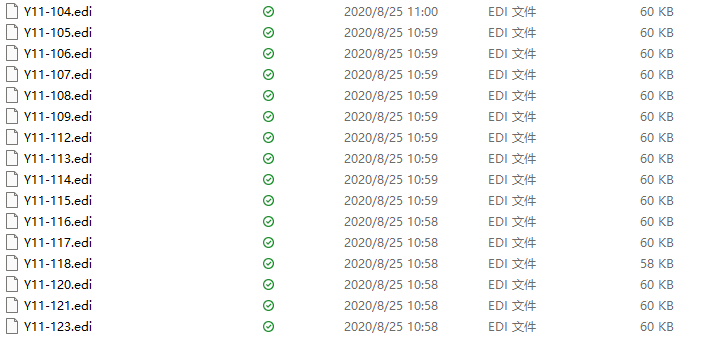 Y11-104.edi 2020/8/25 11:00 EDI 文件 60 KB
Y11-105.edi 2020/8/25 10:59 EDI 文件 60 KB
Y11-106.edi 2020/8/25 10:59 EDI 文件 60 KB
Y11-107.edi 2020/8/25 10:59 EDI 文件 60 KB
Y11-108.edi 2020/8/25 10:59 EDI 文件 60 KB
Y11-109.edi 2020/8/25 10:59 EDI 文件 60 KB
Y11-112.edi 2020/8/25 10:59 EDI 文件 60 KB
Y11-113.edi 2020/8/25 10:59 EDI 文件 60 KB
Y11-114.edi 2020/8/25 10:59 EDI 文件 60 KB
Y11-115.edi 2020/8/25 10:59 EDI 文件 60 KB
Y11-116.edi 2020/8/25 10:58 EDI 文件 60 KB
Y11-117.edi 2020/8/25 10:58 EDI 文件 60 KB
Y11-118.edi 2020/8/25 10:58 EDI 文件 58 KB
Y11-120.edi 2020/8/25 10:58 EDI 文件 60 KB
Y11-121.edi 2020/8/25 10:58 EDI 文件 60 KB
Y11-123.edi 2020/8/25 10:58 EDI 文件 60 KB